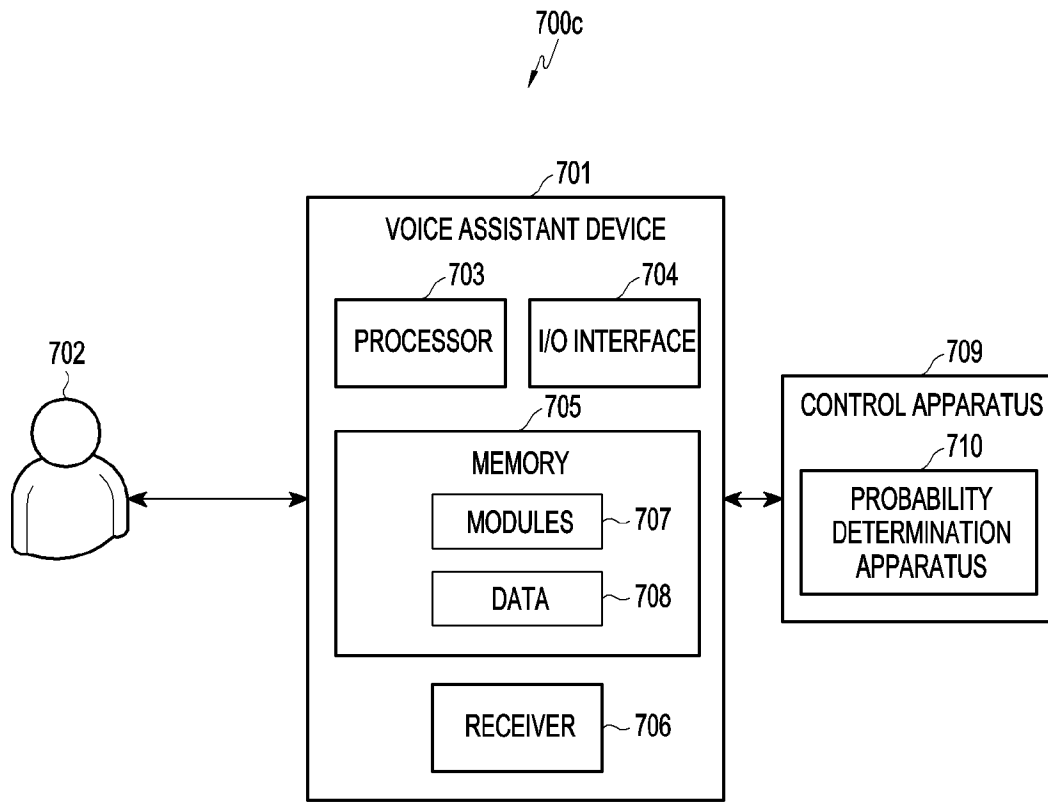 700c
701
VOICE ASSISTANT DEVICE
703
704
PROCESSOR
I/O INTERFACE
702
705
MEMORY
MODULES
707
DATA
708
RECEIVER
706
709
CONTROL APPARATUS
710
PROBABILITY
DETERMINATION
APPARATUS